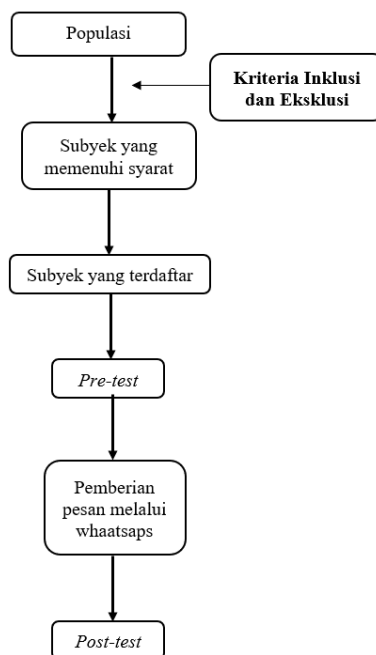 Populasi
Kriteria Inklusi
dan Eksklusi
Subyek yang
memenuhi syarat
Subyek yang terdaftar
Pre-test
Pemberian
pesan melalui
whaatsaps
Post-test